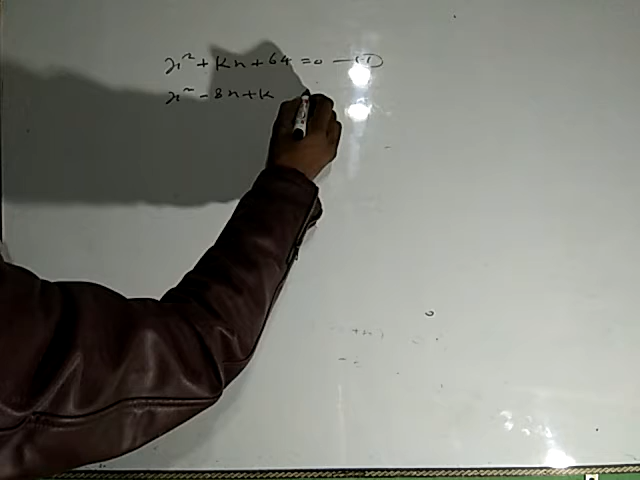 x² + kx + 64 = 0 — (1)
x² - 8x + k